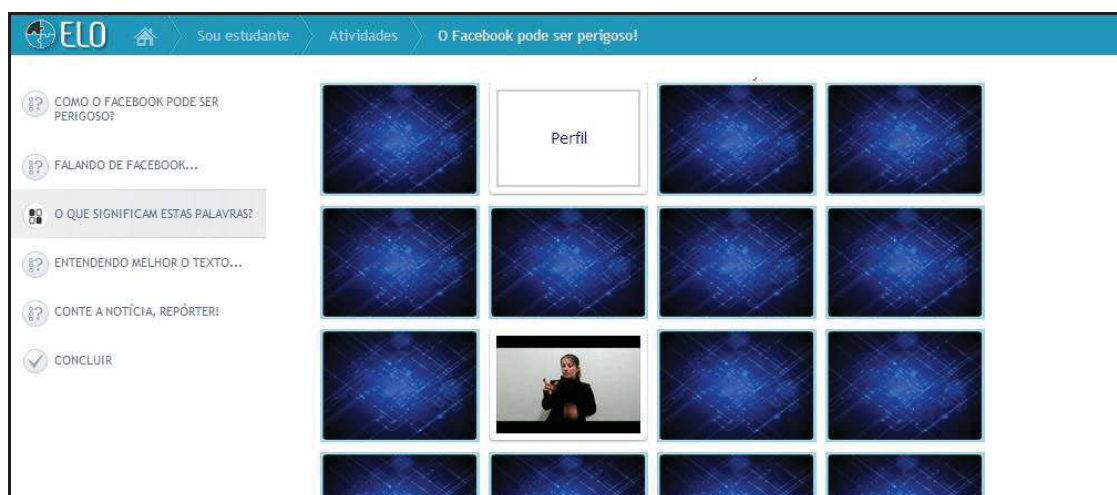 ELO Sou estudante Atividades O Facebook pode ser perigoso!
COMO O FACEBOOK PODE SER
PERIGOSO?
FALANDO DE FACEBOOK...
O QUE SIGNIFICAM ESTAS PALAVRAS?
ENTENDENDO MELHOR O TEXTO...
CONTE A NOTÍCIA, REPÓRTER!
CONCLUIR
Perfil